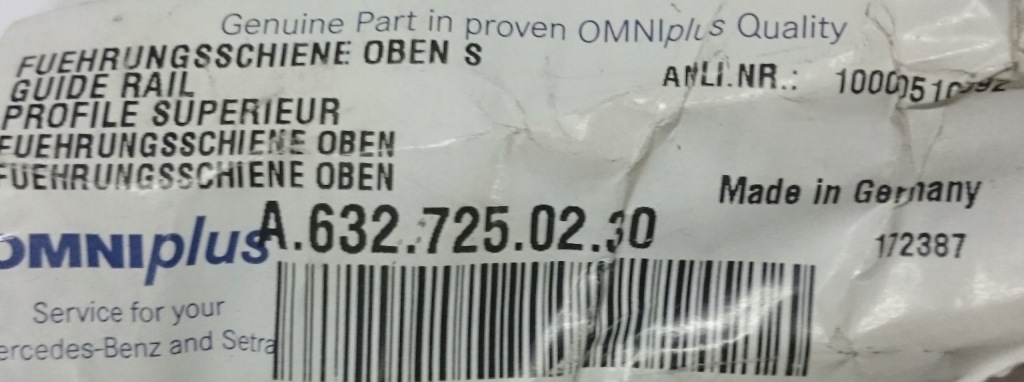 Genuine Part in proven OMNIplus Quality
FUEHRUNGSSCHIENE OBEN S
GUIDE RAIL
PROFILE SUPERIEUR
FUEHRUNGSSCHIENE OBEN
FUEHRUNGSSCHIENE OBEN
ANLI.NR.:
Made in Germany
172387
A.632.725.02.30
OMNIplus
Service for your
ercedes-Benz and Setra